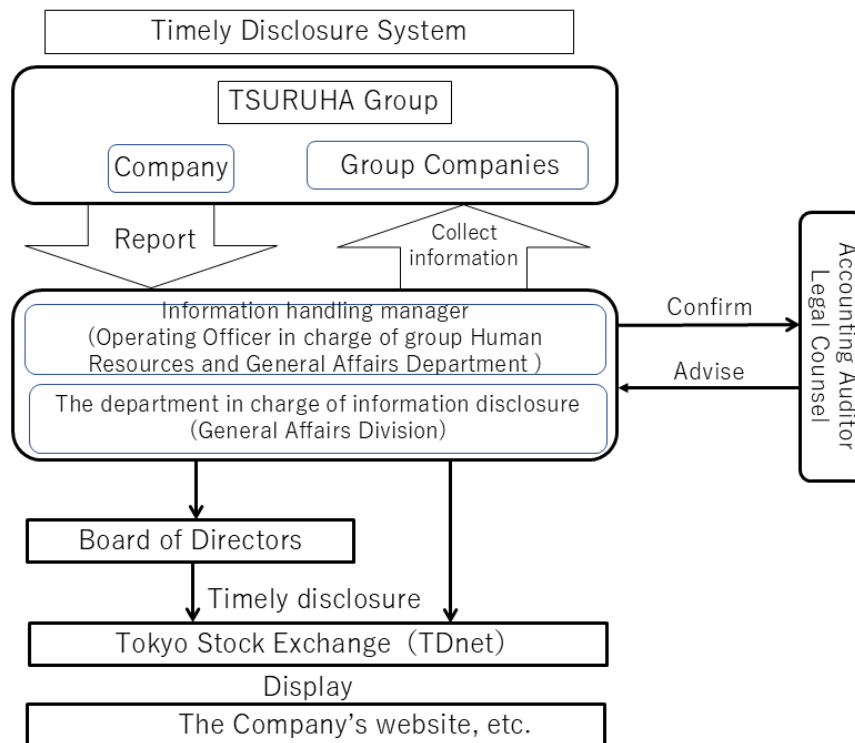 Timely Disclosure System
TSURUHA Group
Company
Group Companies
Report
Collect
information
Information handling manager
(Operating Officer in charge of group Human
Resources and General Affairs Department )
The department in charge of information disclosure
(General Affairs Division)
Confirm
Advise
Accounting Auditor
Legal Counsel
Board of Directors
Timely disclosure
Tokyo Stock Exchange（TDnet）
Display
The Company’s website, etc.